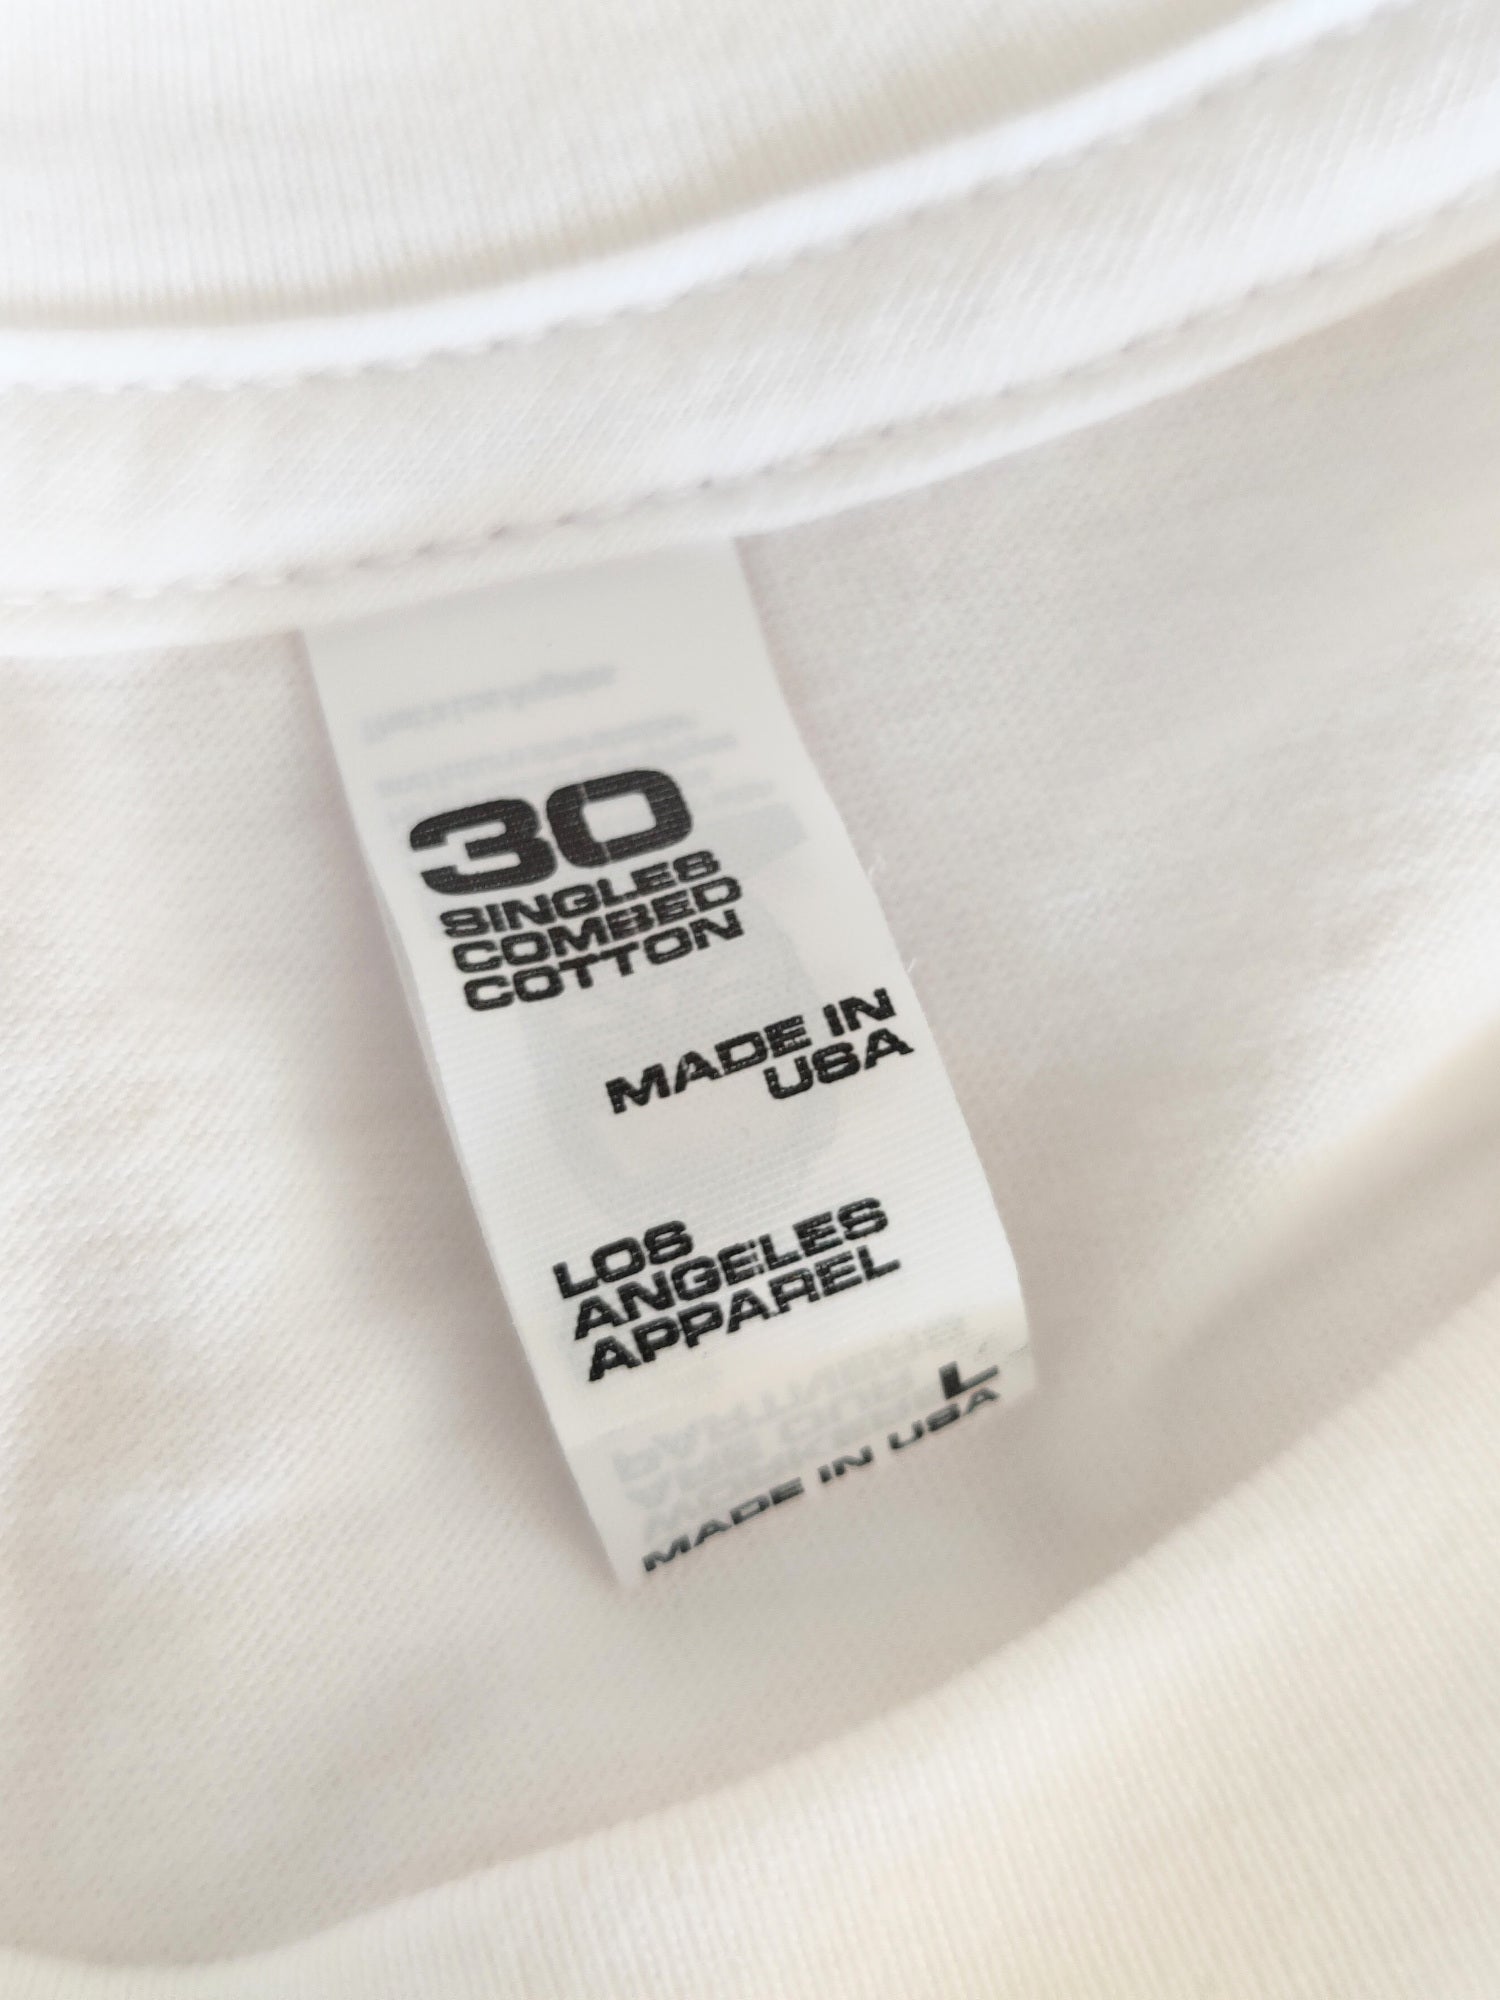 30
SINGLES
COMBED
COTTON
MADE IN
USA
LOS
ANGELES
APPAREL
L
MADE IN USA